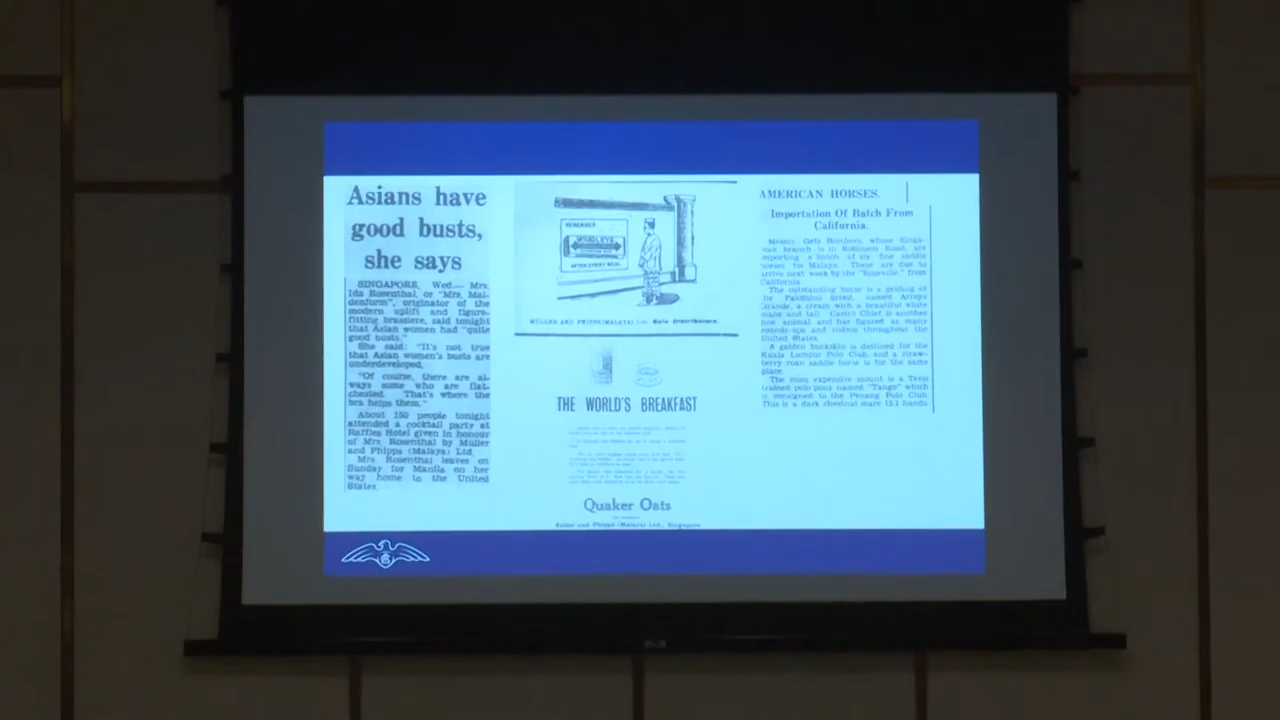 Asians have
good busts,
she says
SINGAPORE, Wed.— Mrs.
Ida Rosenthal, or "Mrs. Mai-
denform", originator of the
modern uplift and figure-
fitting brassiere, said tonight
that Asian women had "quite
good busts."
She said: "It's not true
that Asian women's busts are
underdeveloped.
"Of course, there are al-
ways some who are flat-
chested. That's where the
bra helps them."
About 150 people tonight
attended a cocktail party at
Raffles Hotel given in honour
of Mrs. Rosenthal by Muller
and Phipps (Malaya) Ltd.
Mrs. Rosenthal leaves on
Sunday for Manila on her
way home to the United
States.
REMEMBER
WRIGLEYS
AFTER EVERY MEAL
MULLER AND PHIPPS (MALAYA) Ltd. Sole Distributors.
THE WORLD'S BREAKFAST
Quaker Oats
and Phipps (Malaya) Ltd., Singapore
AMERICAN HORSES.
Importation Of Batch From
California.
Messrs. Getz Brothers, whose Singa-
pore branch is in Robinson Road, are
importing a batch of six fine saddle
horses for Malaya. These are due to
arrive next week by the "Roseville," from
California.
The outstanding horse is a gelding of
the Palomino breed, named Arroyo
Grande, a cream with a beautiful white
mane and tail. Castro Chief is another
fine animal and has figured at many
rounds-ups and rodeos throughout the
United States.
A golden buckskin is destined for the
Kuala Lumpur Polo Club, and a straw-
berry roan saddle horse is for the same
place.
The most expensive mount is a
trained polo pony named "Tango" which
is consigned to the Penang Polo Club.
This is a dark chestnut mare 15.1 hands.